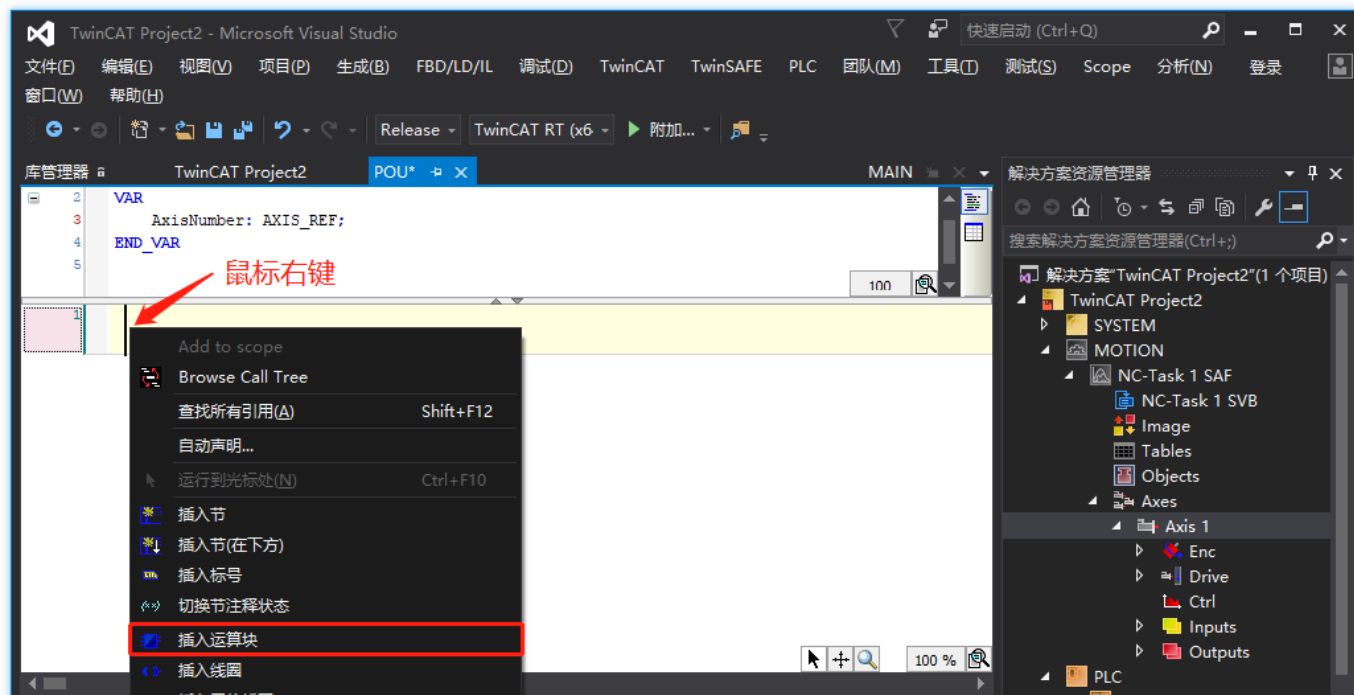 TwinCAT Project2 - Microsoft Visual Studio
快速启动 (Ctrl+Q)
文件(F) 编辑(E) 视图(V) 项目(P) 生成(B) FBD/LD/IL 调试(D) TwinCAT TwinSAFE PLC 团队(M) 工具(T) 测试(S) Scope 分析(N) 登录
窗口(W) 帮助(H)
Release TwinCAT RT (x6 附加...
库管理器 TwinCAT Project2 POU* MAIN
2 VAR
3 AxisNumber: AXIS_REF;
4 END_VAR
5
鼠标右键
100
1
Add to scope
Browse Call Tree
查找所有引用(A) Shift+F12
自动声明...
运行到光标处(N) Ctrl+F10
插入节
插入节(在下方)
插入标号
切换节注释状态
插入运算块
插入线圈
100 %
解决方案资源管理器
搜索解决方案资源管理器(Ctrl+;)
解决方案"TwinCAT Project2"(1 个项目)
TwinCAT Project2
SYSTEM
MOTION
NC-Task 1 SAF
NC-Task 1 SVB
Image
Tables
Objects
Axes
Axis 1
Enc
Drive
Ctrl
Inputs
Outputs
PLC